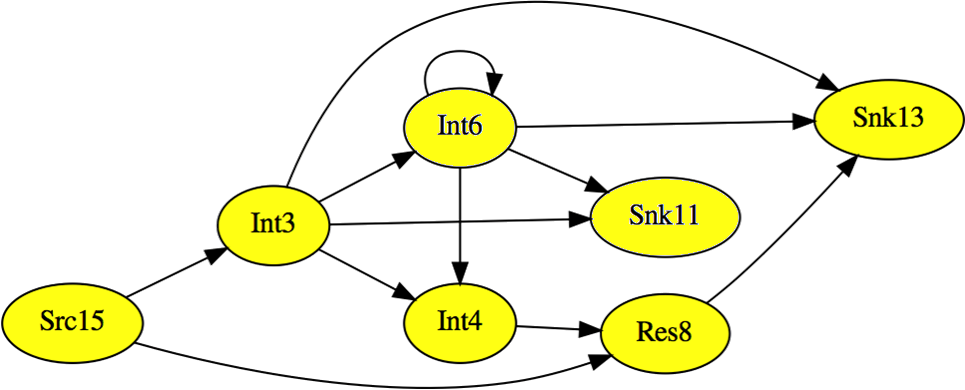 Int6
Snk13
Int3
Snk11
Src15
Int4
Res8